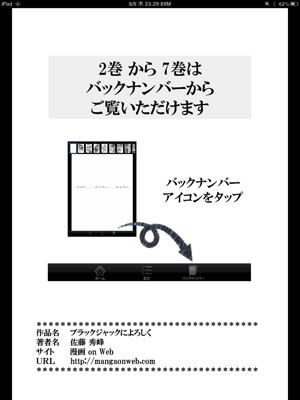 iPad 6/6 木 23:29:09M 62%
2巻 から 7巻は
バックナンバーから
ご覧いただけます
バックナンバー
アイコンをタップ
ホーム バックナンバー
作品名 ブラックジャックによろしく
著者名 佐藤 秀峰
サイト 漫画 on Web
URL http://mangaonweb.com